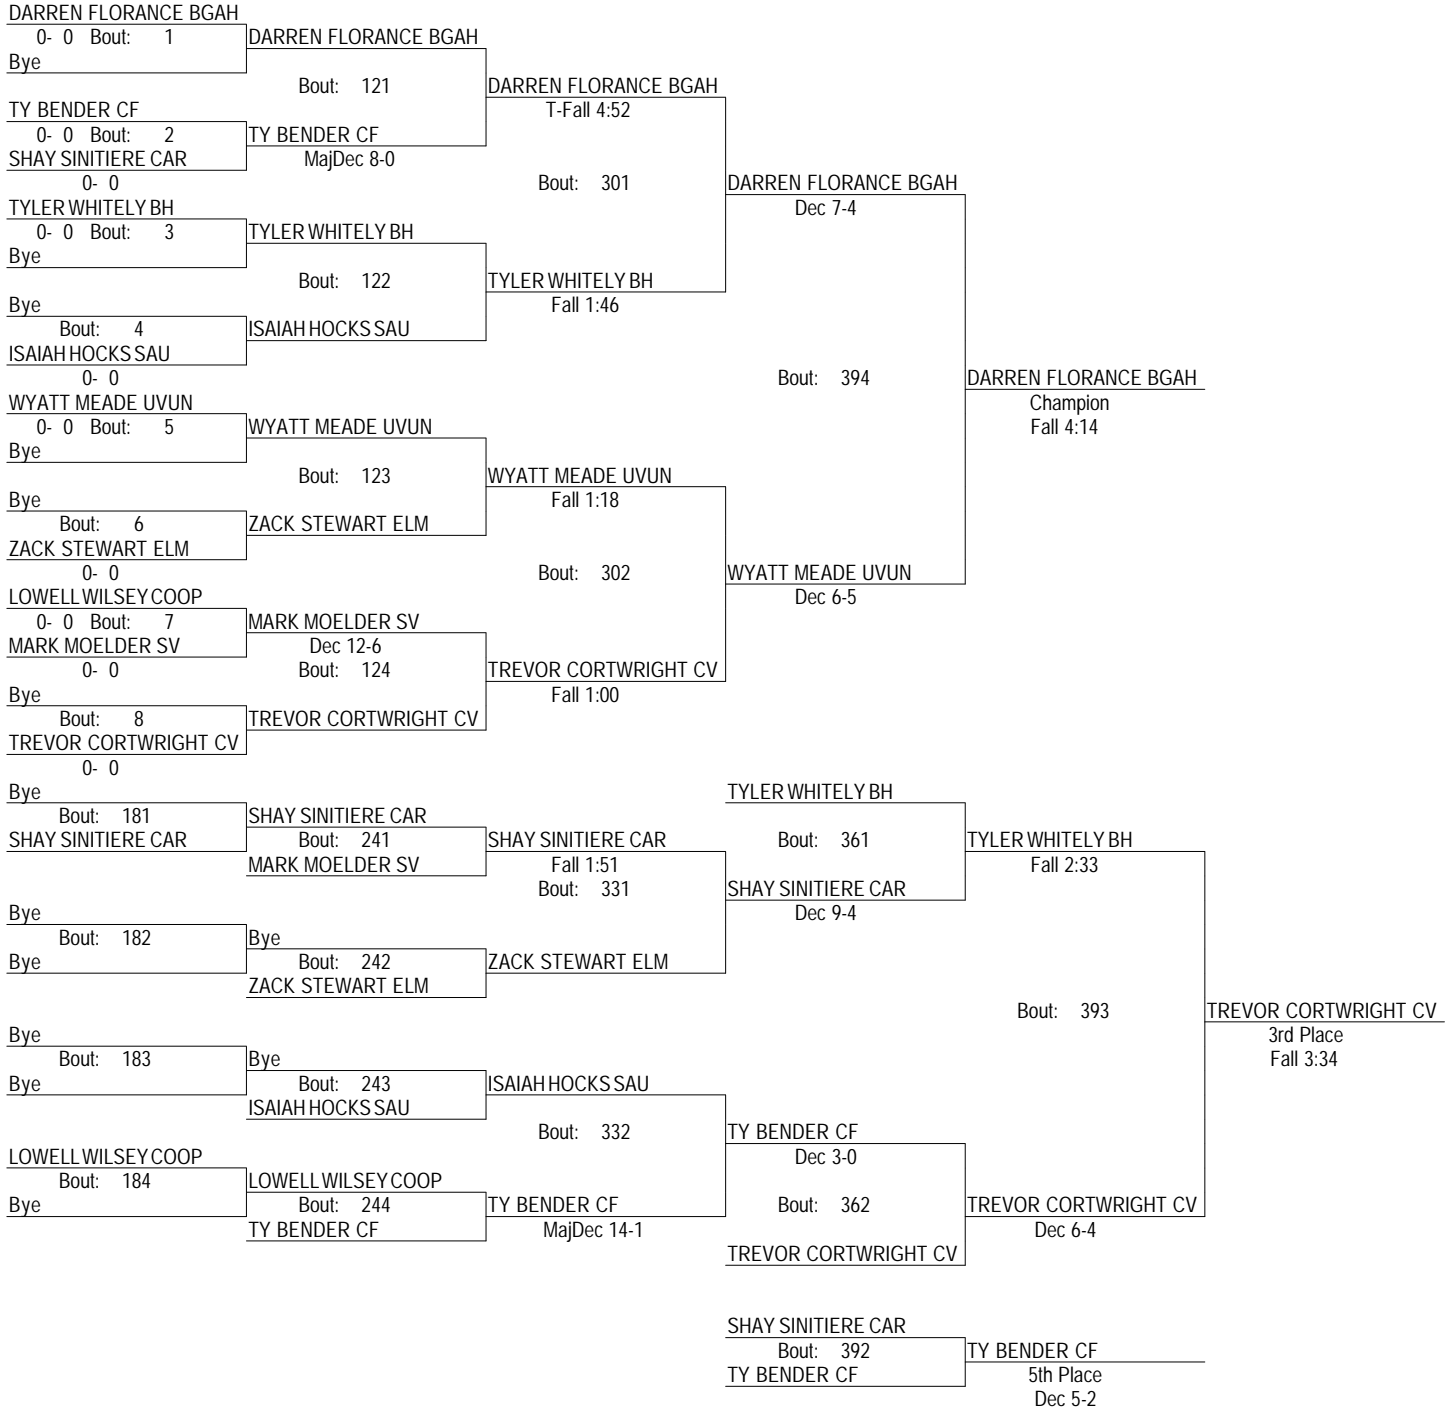 DARREN FLORANCE BGAH
0- 0 Bout: 1 DARREN FLORANCE BGAH
Bye
Bout: 121 DARREN FLORANCE BGAH
TY BENDER CF T-Fall 4:52
0- 0 Bout: 2 TY BENDER CF
SHAY SINITIERE CAR MajDec 8-0
0- 0 Bout: 301 DARREN FLORANCE BGAH
TYLER WHITELY BH Dec 7-4
0- 0 Bout: 3 TYLER WHITELY BH
Bye
Bout: 122 TYLER WHITELY BH
Bye Fall 1:46
Bout: 4 ISAIAH HOCKS SAU
ISAIAH HOCKS SAU
0- 0 Bout: 394 DARREN FLORANCE BGAH
WYATT MEADE UVUN Champion
0- 0 Bout: 5 WYATT MEADE UVUN Fall 4:14
Bye
Bout: 123 WYATT MEADE UVUN
Bye Fall 1:18
Bout: 6 ZACK STEWART ELM
ZACK STEWART ELM
0- 0 Bout: 302 WYATT MEADE UVUN
LOWELL WILSEY COOP Dec 6-5
0- 0 Bout: 7 MARK MOELDER SV
MARK MOELDER SV Dec 12-6
0- 0 Bout: 124 TREVOR CORTWRIGHT CV
Bye Fall 1:00
Bout: 8 TREVOR CORTWRIGHT CV
TREVOR CORTWRIGHT CV
0- 0
Bye TYLER WHITELY BH
Bout: 181 SHAY SINITIERE CAR
SHAY SINITIERE CAR Bout: 241 SHAY SINITIERE CAR Bout: 361 TYLER WHITELY BH
MARK MOELDER SV Fall 1:51 Fall 2:33
Bout: 331 SHAY SINITIERE CAR
Bye Dec 9-4
Bout: 182 Bye
Bye Bout: 242 ZACK STEWART ELM
ZACK STEWART ELM
Bout: 393 TREVOR CORTWRIGHT CV
Bye 3rd Place
Bout: 183 Bye Fall 3:34
Bye Bout: 243 ISAIAH HOCKS SAU
ISAIAH HOCKS SAU
Bout: 332 TY BENDER CF
LOWELL WILSEY COOP Dec 3-0
Bout: 184 LOWELL WILSEY COOP
Bye Bout: 244 TY BENDER CF Bout: 362 TREVOR CORTWRIGHT CV
TY BENDER CF MajDec 14-1 Dec 6-4
TREVOR CORTWRIGHT CV
SHAY SINITIERE CAR
Bout: 392 TY BENDER CF
TY BENDER CF 5th Place
Dec 5-2